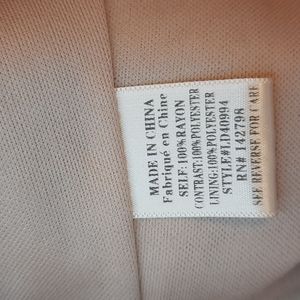 MADE IN CHINA
Fabriqué en Chine
SELF:100%RAYON
CONTRAST:100%POLYESTER
LINING:100%POLYESTER
STYLE#LD40994
RN# 142798
SEE REVERSE FOR CARE